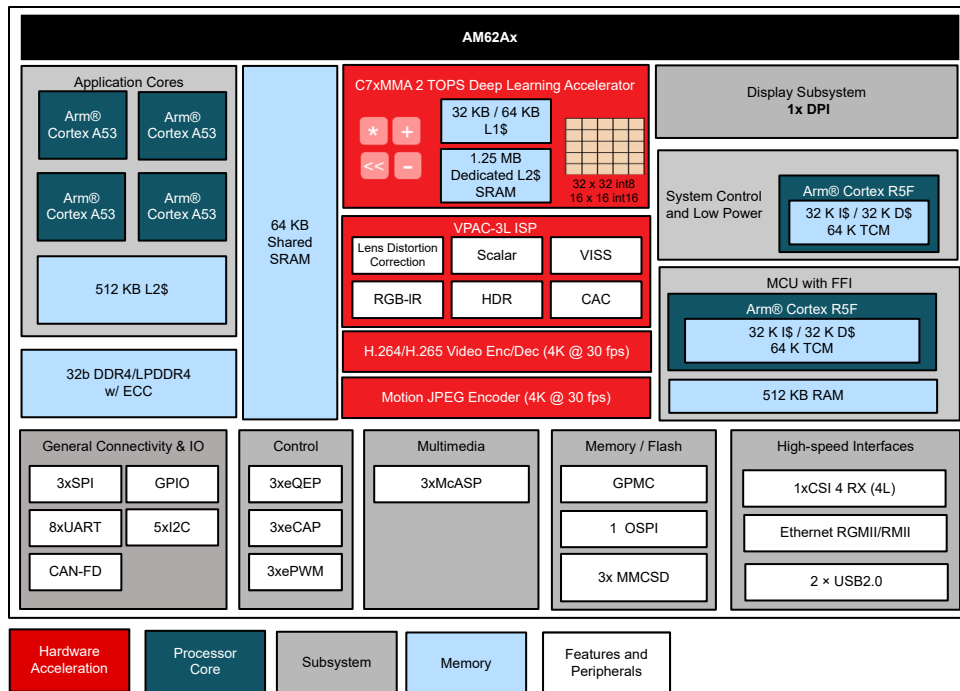 AM62Ax
Application Cores
Arm®
Cortex A53
Arm®
Cortex A53
Arm®
Cortex A53
Arm®
Cortex A53
512 KB L2$
32b DDR4/LPDDR4
w/ ECC
64 KB
Shared
SRAM
C7xMMA 2 TOPS Deep Learning Accelerator
*
+
<<
-
32 KB / 64 KB
L1$
1.25 MB
Dedicated L2$
SRAM
32 x 32 int8
16 x 16 int16
VPAC-3L ISP
Lens Distortion
Correction
Scalar
VISS
RGB-IR
HDR
CAC
H.264/H.265 Video Enc/Dec (4K @ 30 fps)
Motion JPEG Encoder (4K @ 30 fps)
Display Subsystem
1x DPI
System Control
and Low Power
Arm® Cortex R5F
32 K I$ / 32 K D$
64 K TCM
MCU with FFI
Arm® Cortex R5F
32 K I$ / 32 K D$
64 K TCM
512 KB RAM
General Connectivity & IO
3xSPI
GPIO
8xUART
5xI2C
CAN-FD
Control
3xeQEP
3xeCAP
3xePWM
Multimedia
3xMcASP
Memory / Flash
GPMC
1 OSPI
3x MMCSD
High-speed Interfaces
1xCSI 4 RX (4L)
Ethernet RGMII/RMII
2 × USB2.0
Hardware
Acceleration
Processor
Core
Subsystem
Memory
Features and
Peripherals